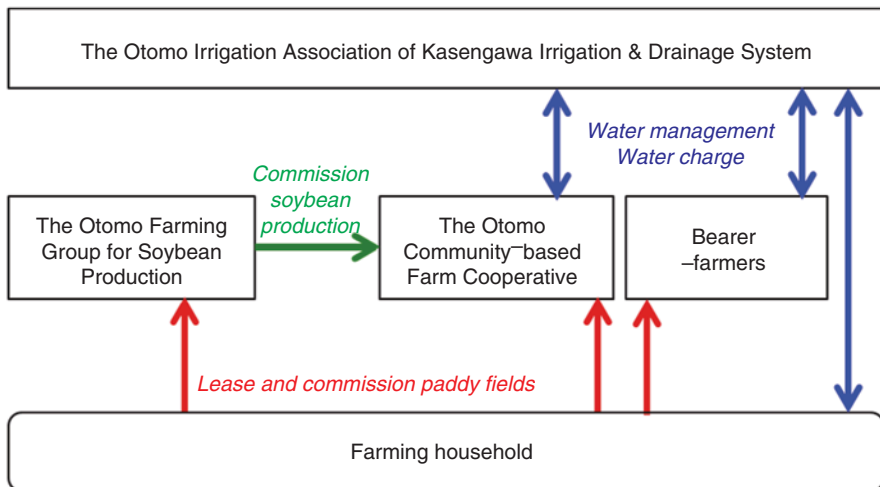 The Otomo Irrigation Association of Kasengawa Irrigation & Drainage System
Water management
Water charge
Commission
soybean
production
The Otomo Farming
Group for Soybean
Production
The Otomo
Community–based
Farm Cooperative
Bearer
–farmers
Lease and commission paddy fields
Farming household